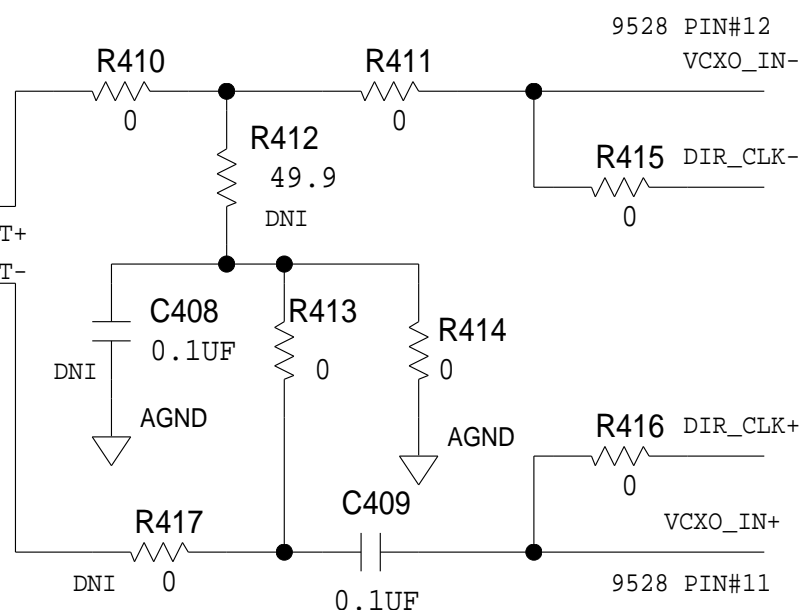 9528 PIN#12
R410
R411
VCXO_IN-
0
0
R412
R415
DIR_CLK-
49.9
0
DNI
T+
T-
C408
R413
R414
0.1UF
0
0
DNI
AGND
AGND
R416
DIR_CLK+
0
C409
R417
VCXO_IN+
DNI
0
0.1UF
9528 PIN#11